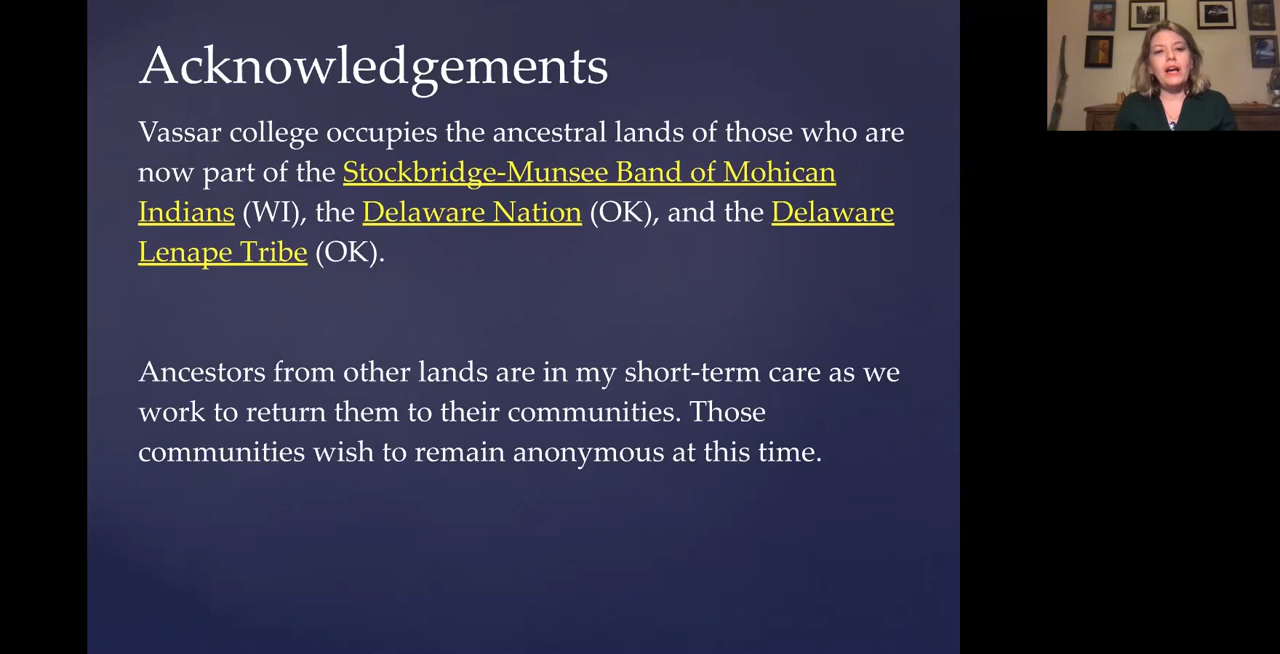 Acknowledgements
Vassar college occupies the ancestral lands of those who are
now part of the Stockbridge-Munsee Band of Mohican
Indians (WI), the Delaware Nation (OK), and the Delaware
Lenape Tribe (OK).
Ancestors from other lands are in my short-term care as we
work to return them to their communities. Those
communities wish to remain anonymous at this time.